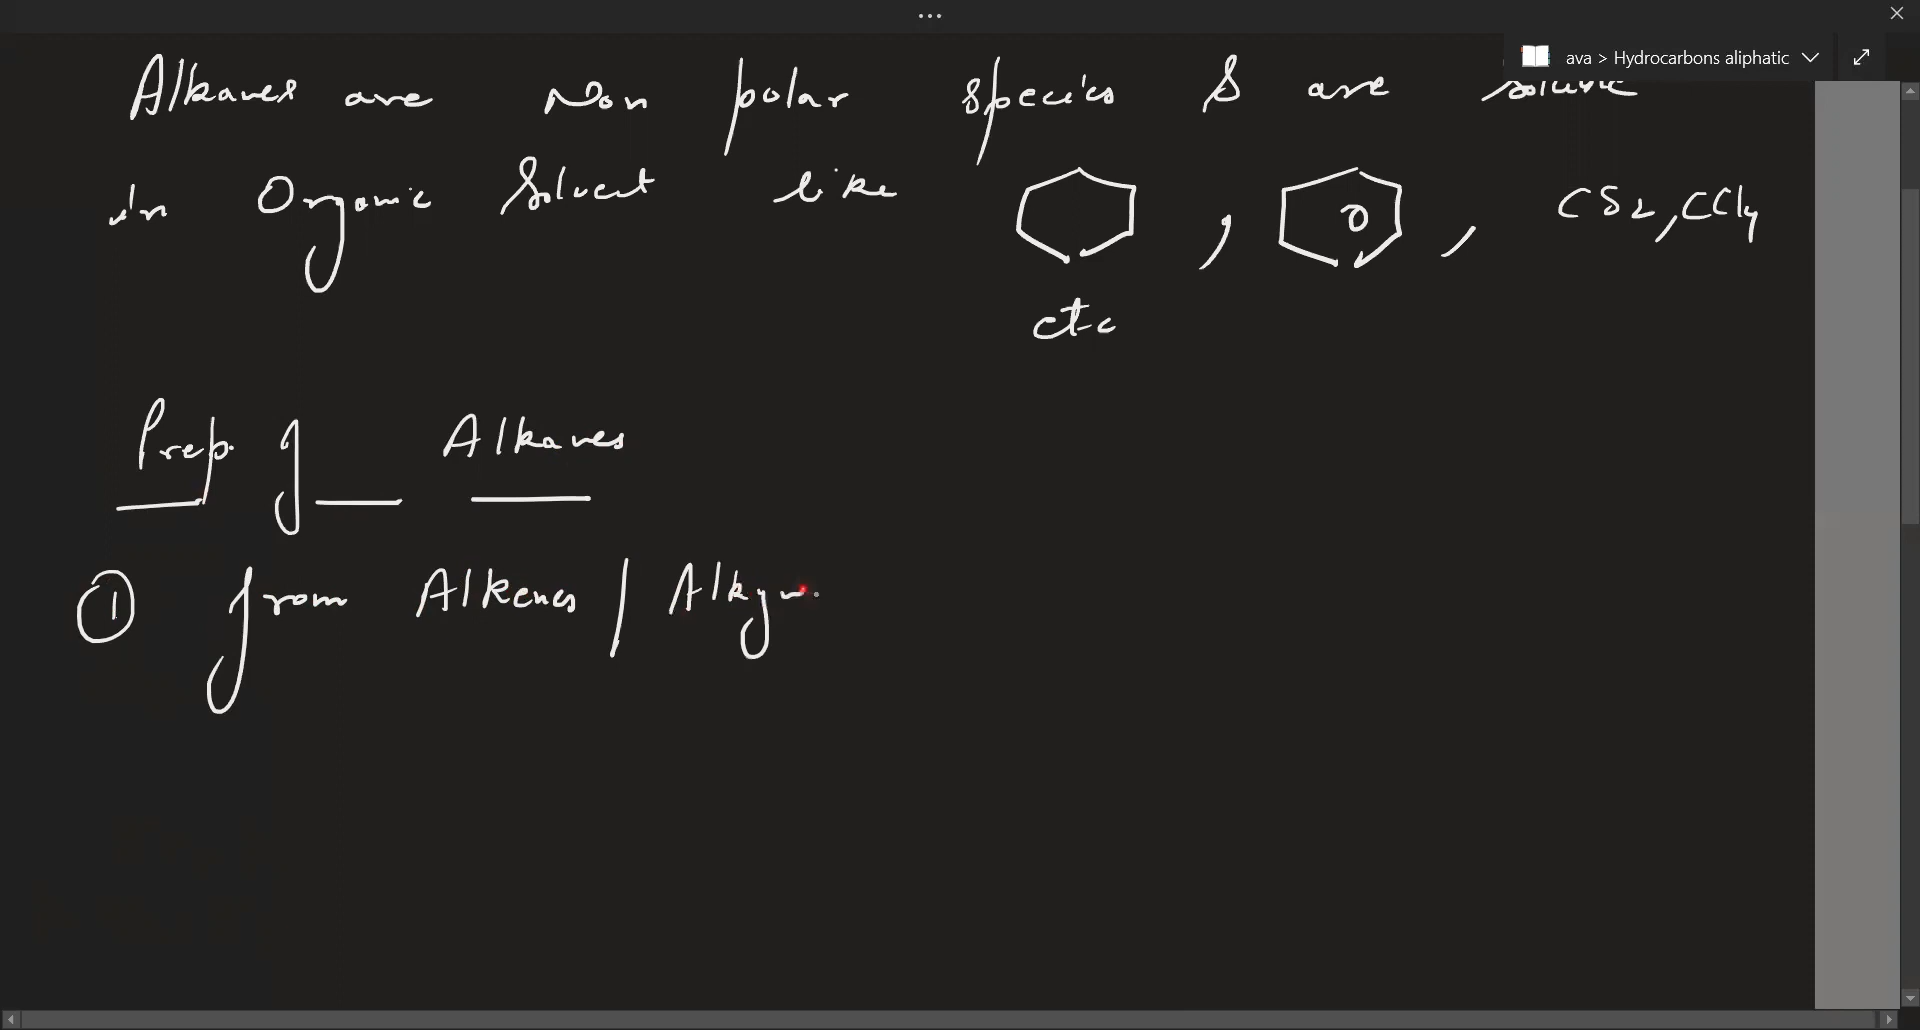 ava > Hydrocarbons aliphatic
Alkanes are Non polar species & are soluble
in Organic Solvent like , , CS2, CCl4
etc
Prep. of Alkanes
① from Alkenes / Alkyn